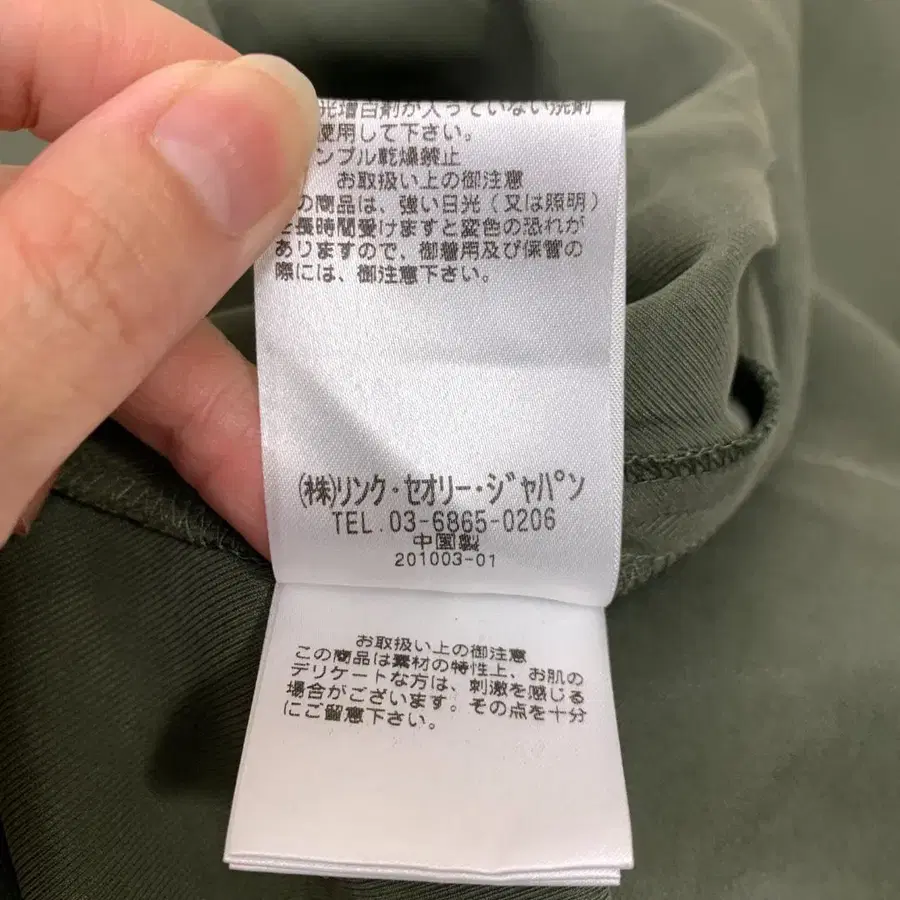 光増白剤が入っていない洗剤
使用して下さい。
ンブル乾燥禁止
お取扱い上の御注意
の商品は、強い日光(又は照明)
を長時間受けますと変色の恐れが
ありますので、御着用及び保管の
際には、御注意下さい。
(株)リンク・セオリー・ジャパン
TEL.03-6865-0206
中国製
201003-01
お取扱い上の御注意
この商品は素材の特性上、お肌の
デリケートな方は、刺激を感じる
場合がございます。その点を十分
にご留意下さい。